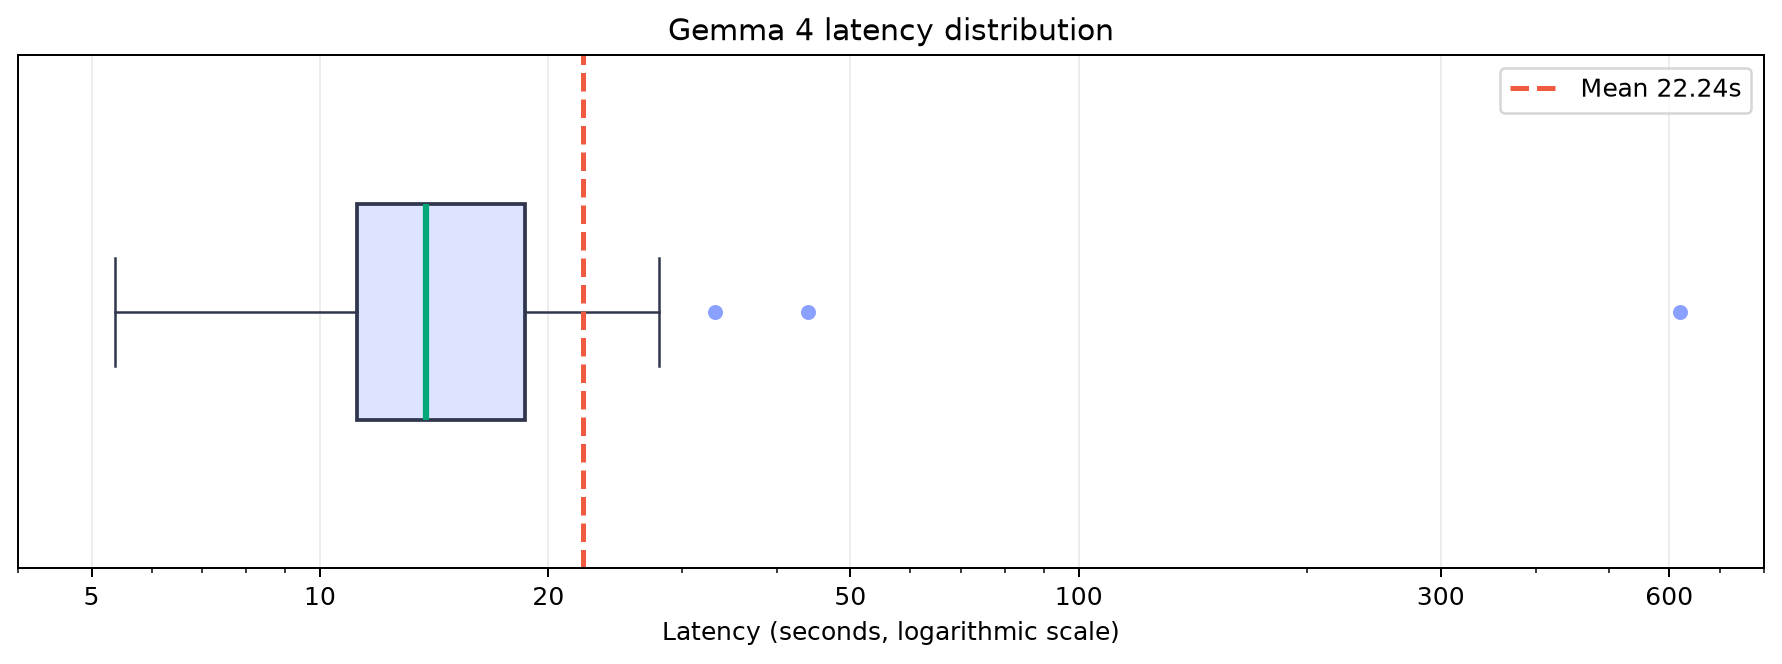 Gemma 4 latency distribution
Mean 22.24s
5 10 20 50 100 300 600
Latency (seconds, logarithmic scale)